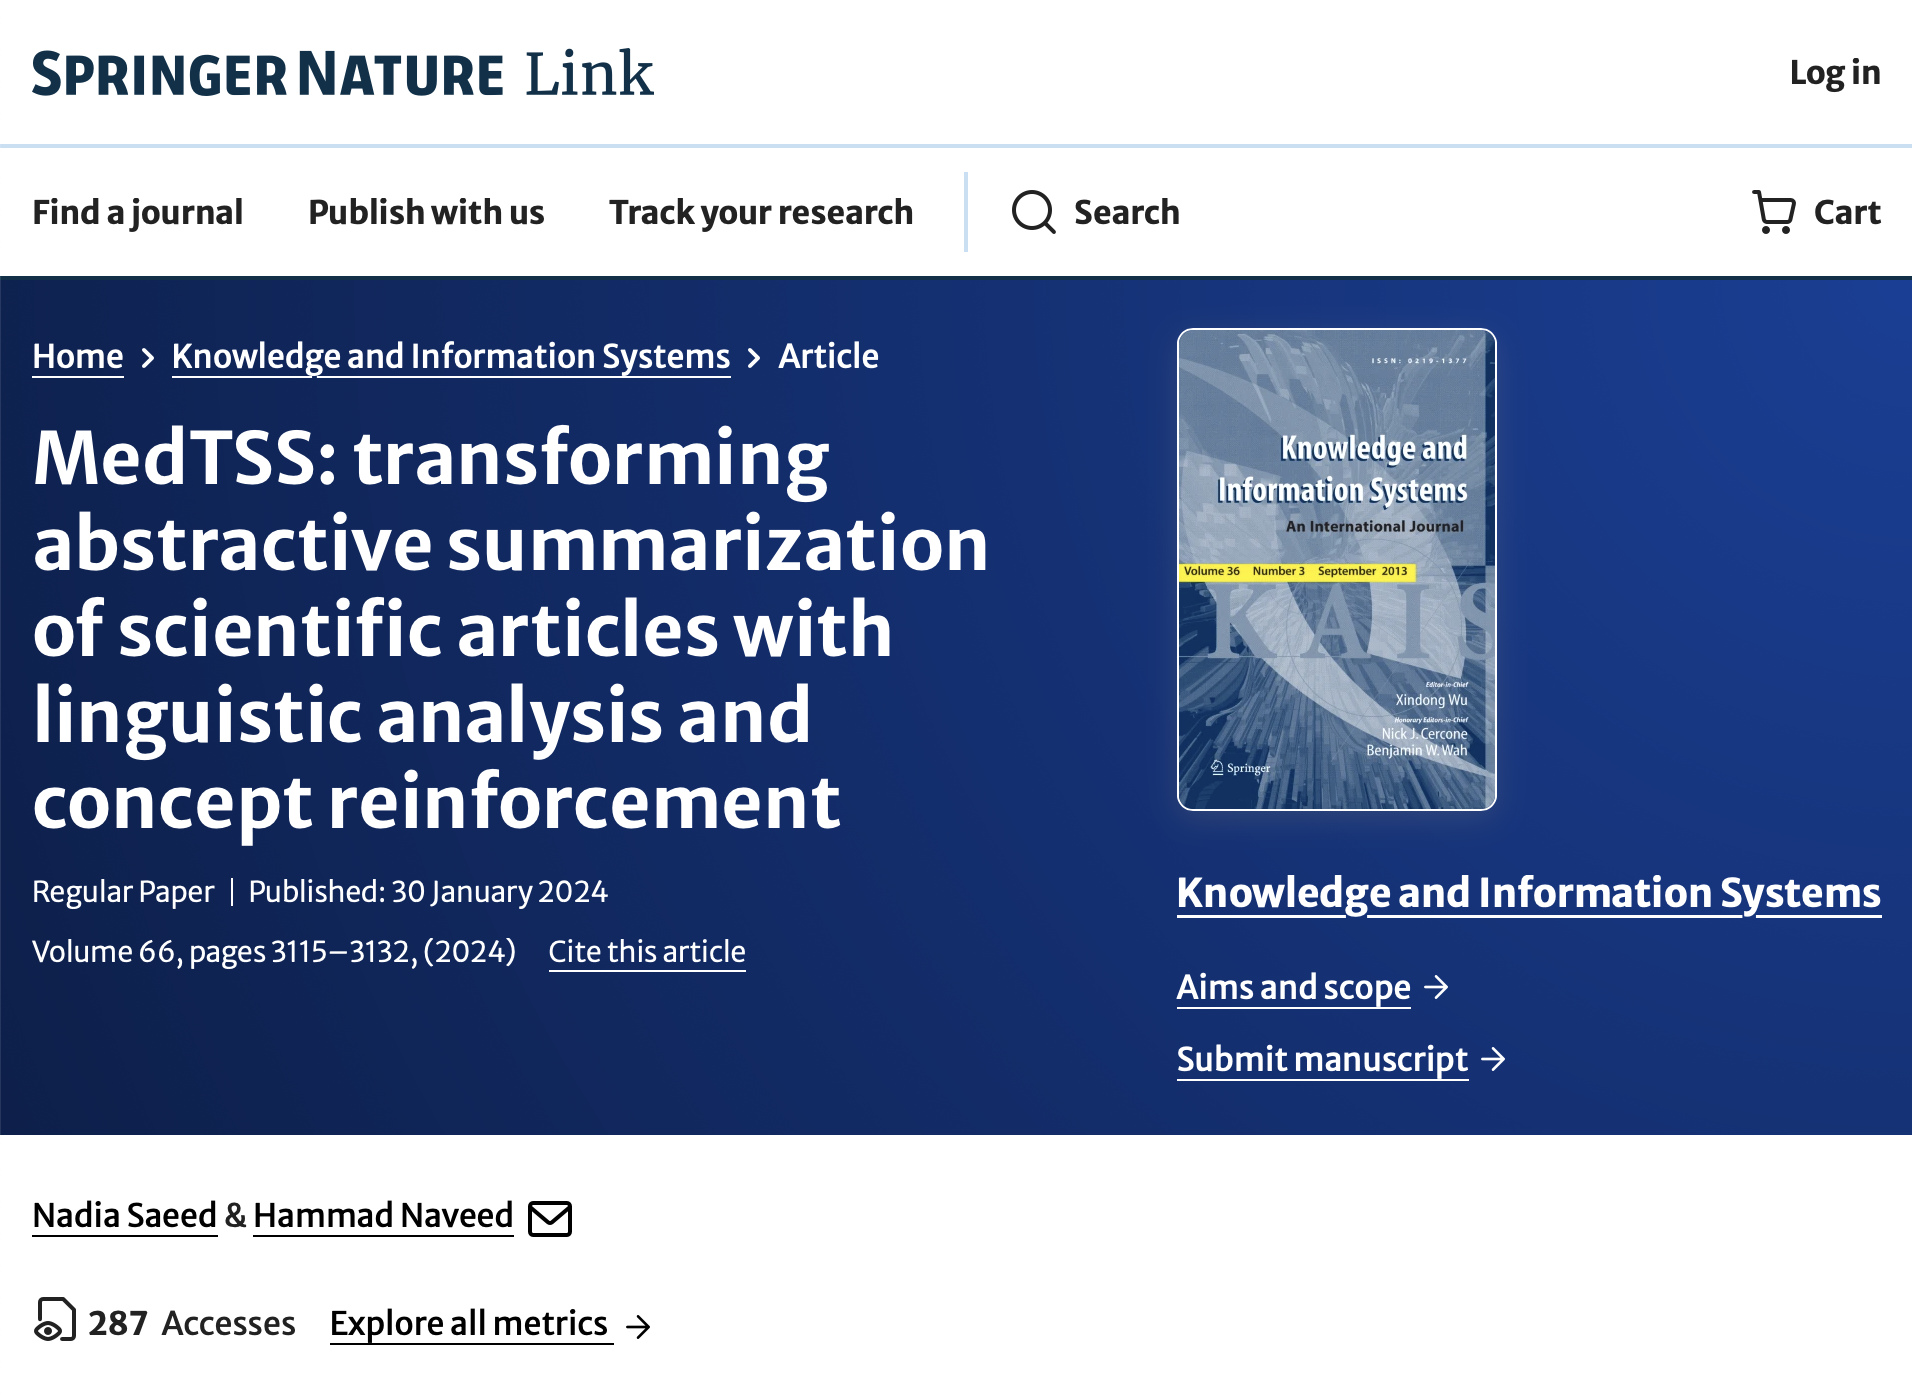 SPRINGER NATURE Link
Log in
Find a journal
Publish with us
Track your research
Search
Cart
Home > Knowledge and Information Systems > Article
MedTSS: transforming
abstractive summarization
of scientific articles with
linguistic analysis and
concept reinforcement
Regular Paper | Published: 30 January 2024
Volume 66, pages 3115–3132, (2024) Cite this article
ISSN: 0219-1377
Knowledge and
Information Systems
An International Journal
Volume 36 Number 3 September 2013
KAIS
Editor-in-Chief
Xindong Wu
Honorary Editors-in-Chief
Nick J. Cercone
Benjamin W. Wah
Springer
Knowledge and Information Systems
Aims and scope →
Submit manuscript →
Nadia Saeed & Hammad Naveed
287 Accesses
Explore all metrics →